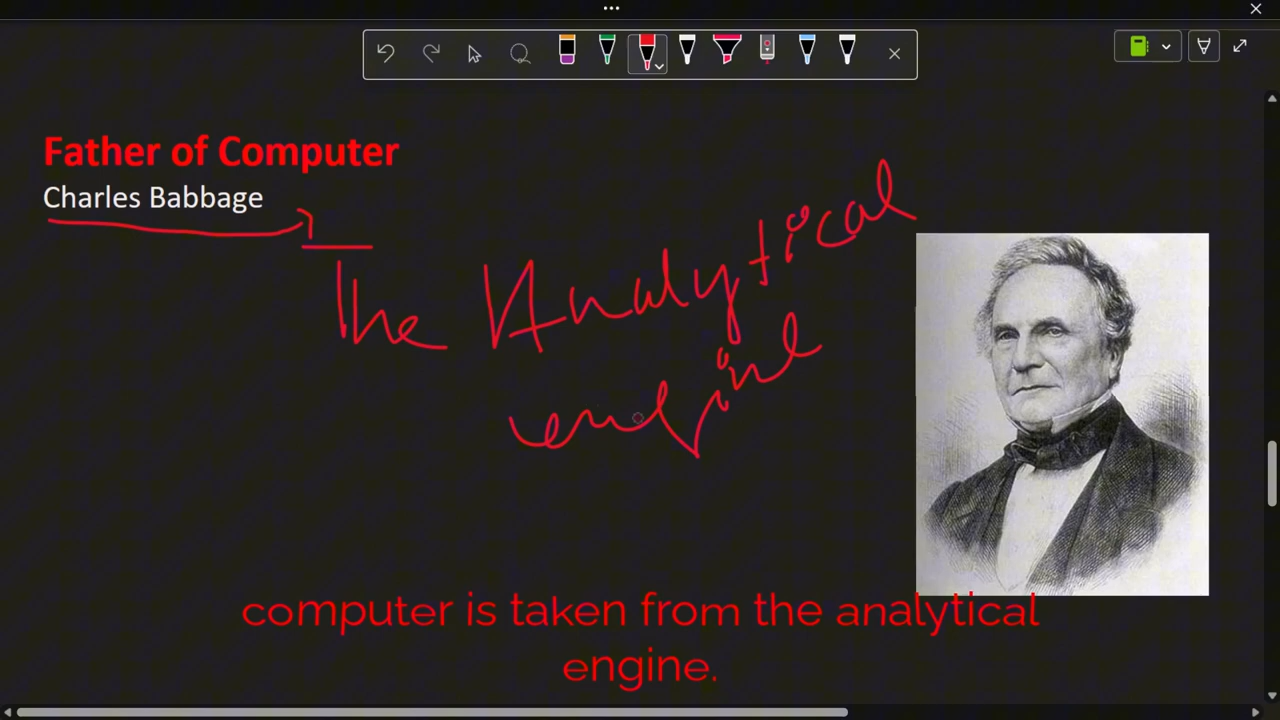 Father of Computer
Charles Babbage
The Analytical
engine
computer is taken from the analytical
engine.